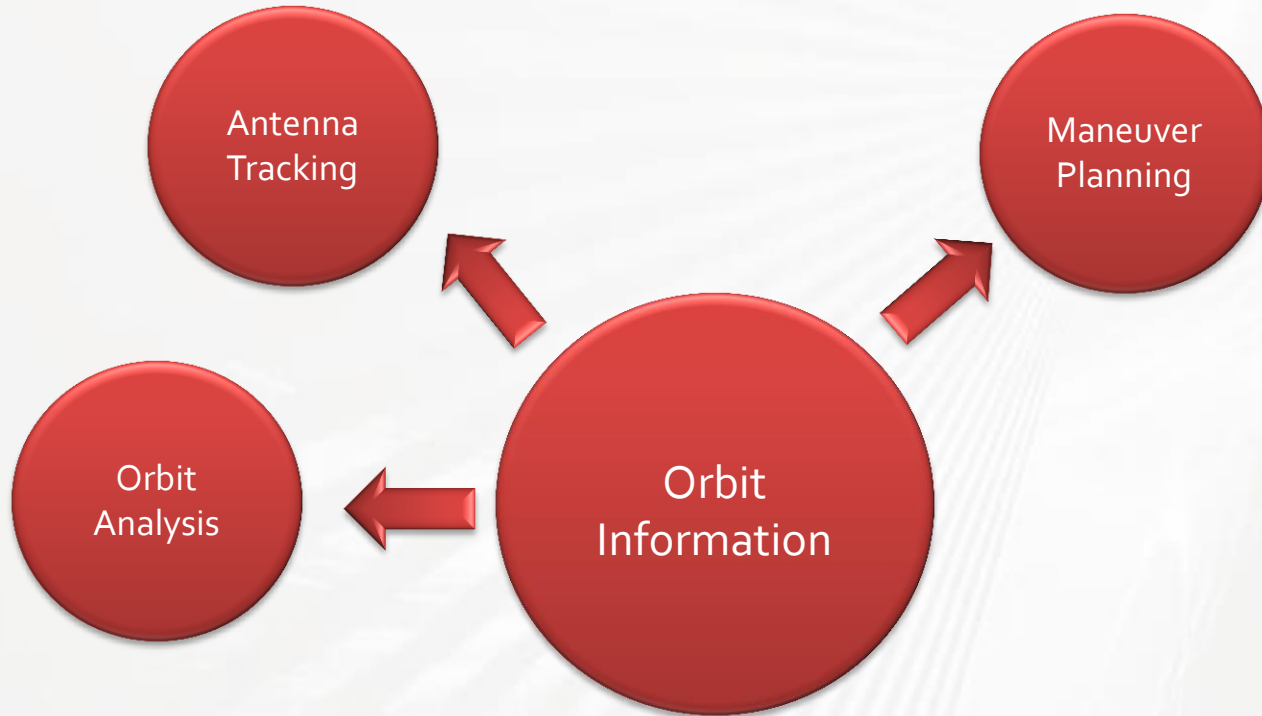 Antenna
Tracking
Maneuver
Planning
Orbit
Analysis
Orbit
Information